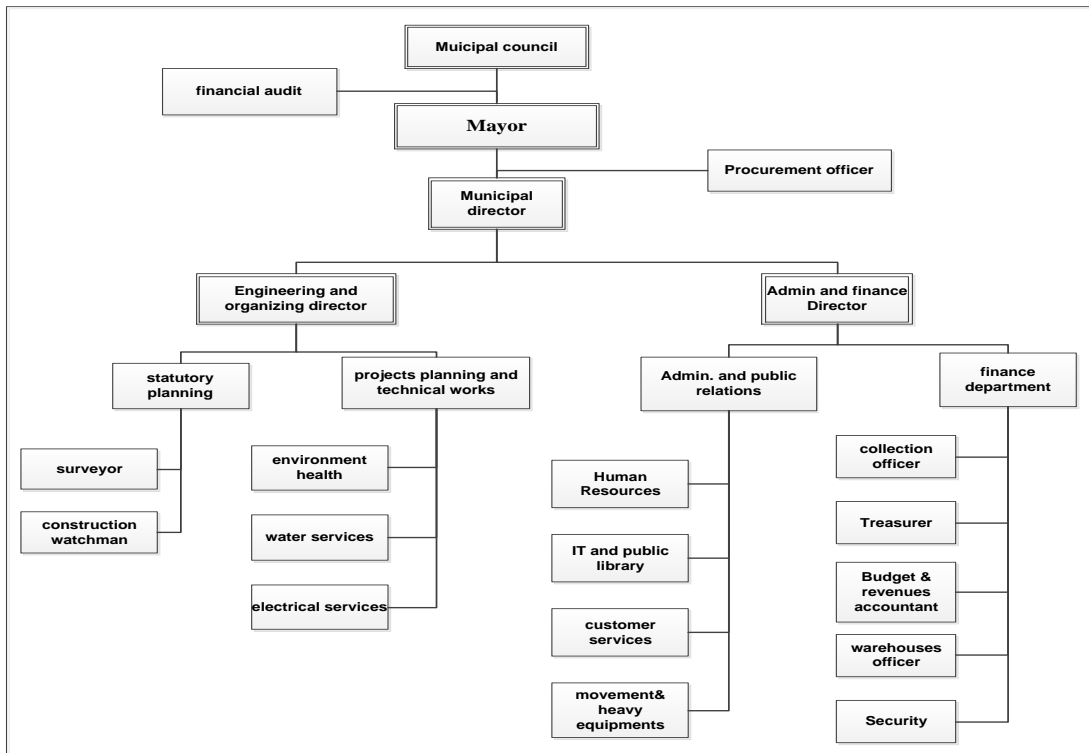 Muicipal council
financial audit
Mayor
Procurement officer
Municipal
director
Engineering and
organizing director
Admin and finance
Director
statutory
planning
projects planning and
technical works
Admin. and public
relations
finance
department
surveyor
construction
watchman
environment
health
water services
electrical services
Human
Resources
IT and public
library
customer
services
movement&
heavy
equipments
collection
officer
Treasurer
Budget &
revenues
accountant
warehouses
officer
Security